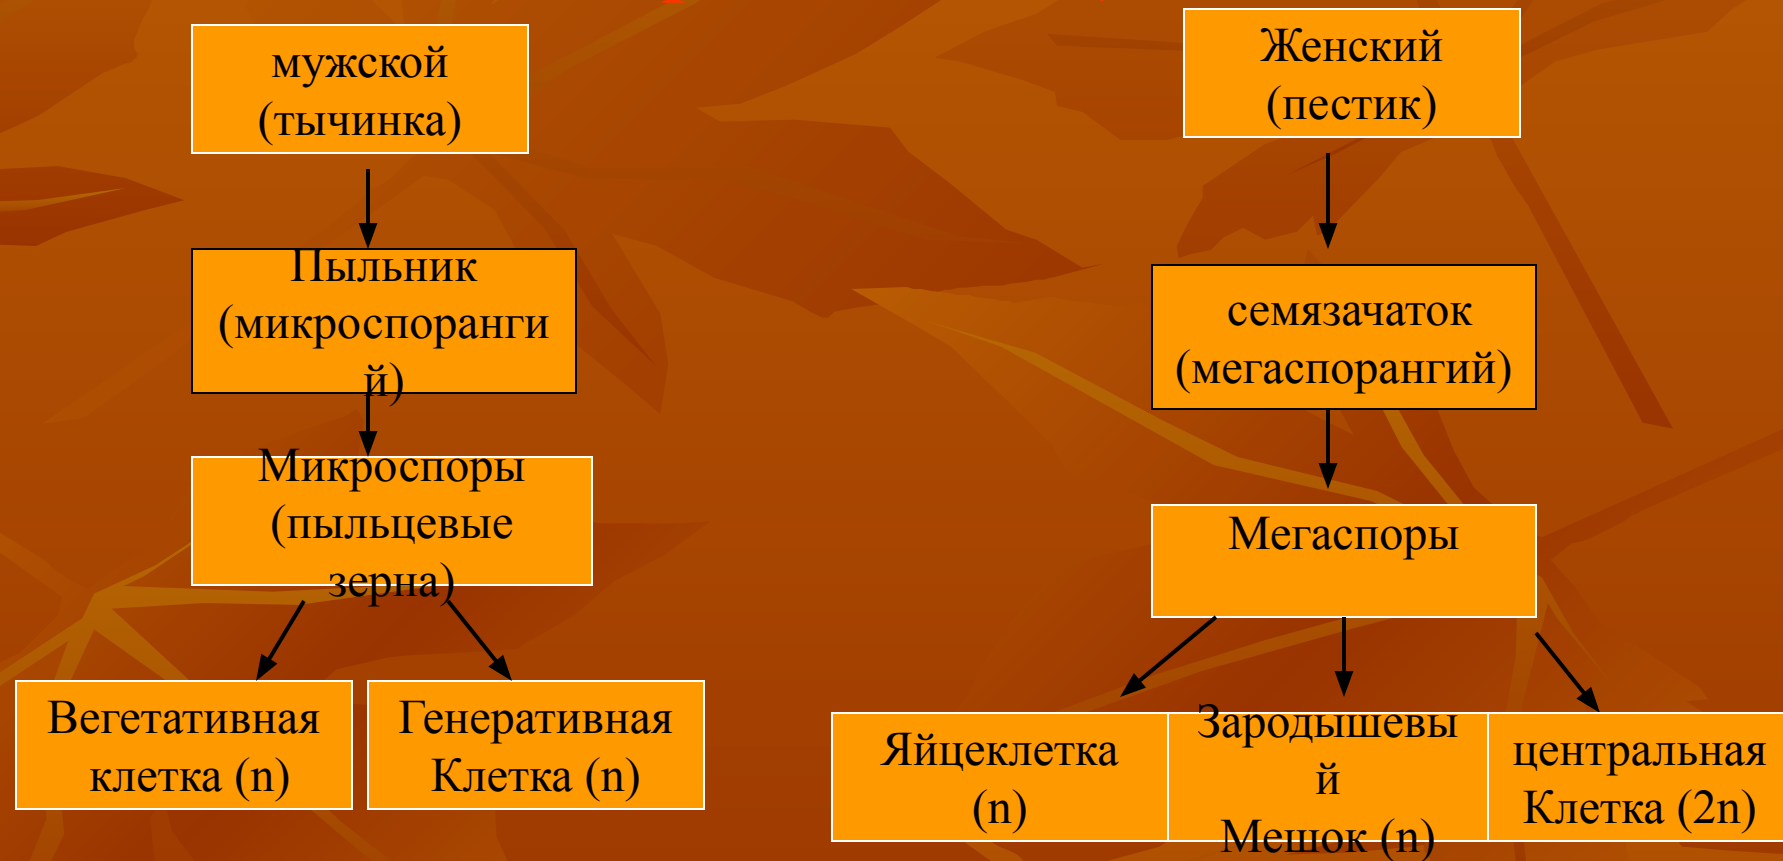 мужской
(тычинка)
Пыльник
(микроспоранги
й)
Микроспоры
(пыльцевые
зерна)
Вегетативная
клетка (n)
Генеративная
Клетка (n)
Женский
(пестик)
семязачаток
(мегаспорангий)
Мегаспоры
Яйцеклетка
(n)
Зародышевы
й
Мешок (n)
центральная
Клетка (2n)